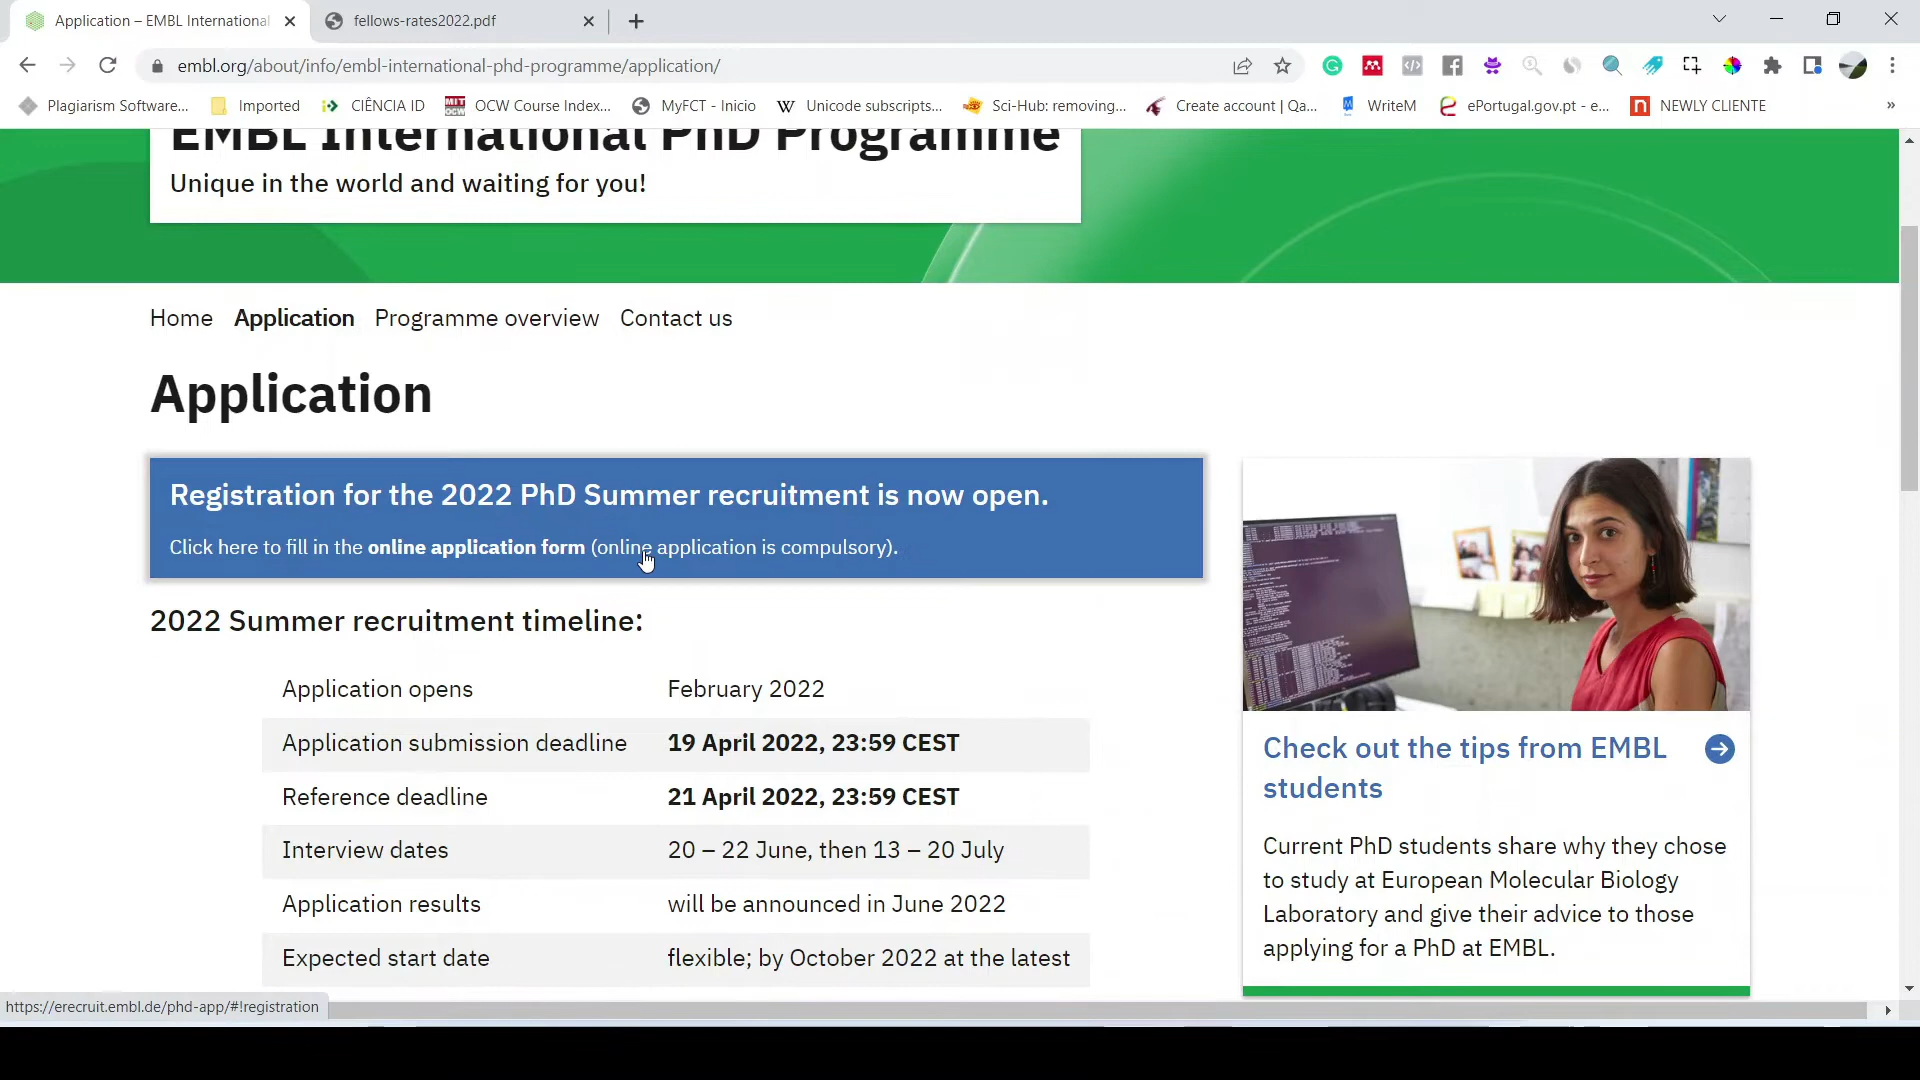 Application – EMBL International
fellows-rates2022.pdf
embl.org/about/info/embl-international-phd-programme/application/
Plagiarism Software...
Imported
CIÊNCIA ID
MIT OCW
OCW Course Index...
MyFCT - Inicio
W
Unicode subscripts...
Sci-Hub: removing...
Create account | Qa...
WriteM
ePortugal.gov.pt - e...
n
NEWLY CLIENTE
»
EMBL International PhD Programme
Unique in the world and waiting for you!
Home Application Programme overview Contact us
Application
Registration for the 2022 PhD Summer recruitment is now open.
Click here to fill in the online application form (online application is compulsory).
2022 Summer recruitment timeline:
Application opens February 2022
Application submission deadline 19 April 2022, 23:59 CEST
Reference deadline 21 April 2022, 23:59 CEST
Interview dates 20 – 22 June, then 13 – 20 July
Application results will be announced in June 2022
Expected start date flexible; by October 2022 at the latest
Check out the tips from EMBL
students
Current PhD students share why they chose
to study at European Molecular Biology
Laboratory and give their advice to those
applying for a PhD at EMBL.
https://erecruit.embl.de/phd-app/#!registration